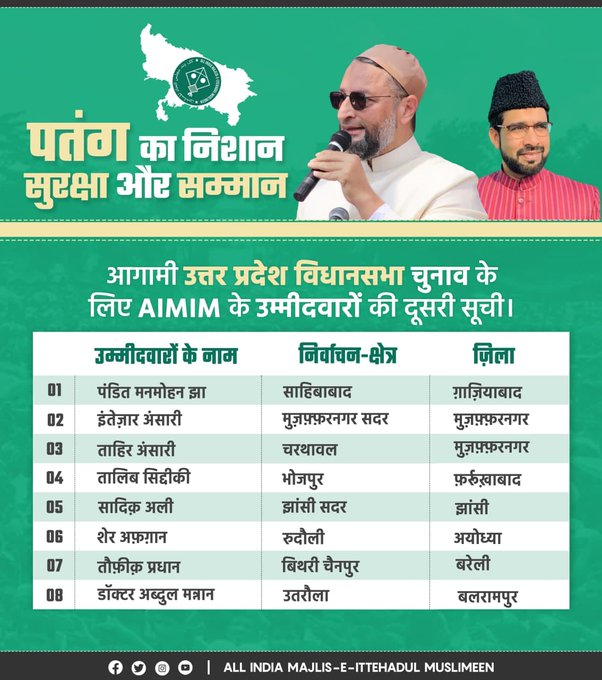 पतंग का निशान
सुरक्षा और सम्मान
आगामी उत्तर प्रदेश विधानसभा चुनाव के
लिए AIMIM के उम्मीदवारों की दूसरी सूची।
उम्मीदवारों के नाम निर्वाचन-क्षेत्र ज़िला
01 पंडित मनमोहन झा साहिबाबाद ग़ाज़ियाबाद
02 इंतेज़ार अंसारी मुज़फ़्फ़रनगर सदर मुज़फ़्फ़रनगर
03 ताहिर अंसारी चरथावल मुज़फ़्फ़रनगर
04 तालिब सिद्दीकी भोजपुर फ़र्रूख़ाबाद
05 सादिक़ अली झांसी सदर झांसी
06 शेर अफ़ग़ान रुदौली अयोध्या
07 तौफ़ीक़ प्रधान बिथरी चैनपुर बरेली
08 डॉक्टर अब्दुल मन्नान उतरौला बलरामपुर
| ALL INDIA MAJLIS-E-ITTEHADUL MUSLIMEEN